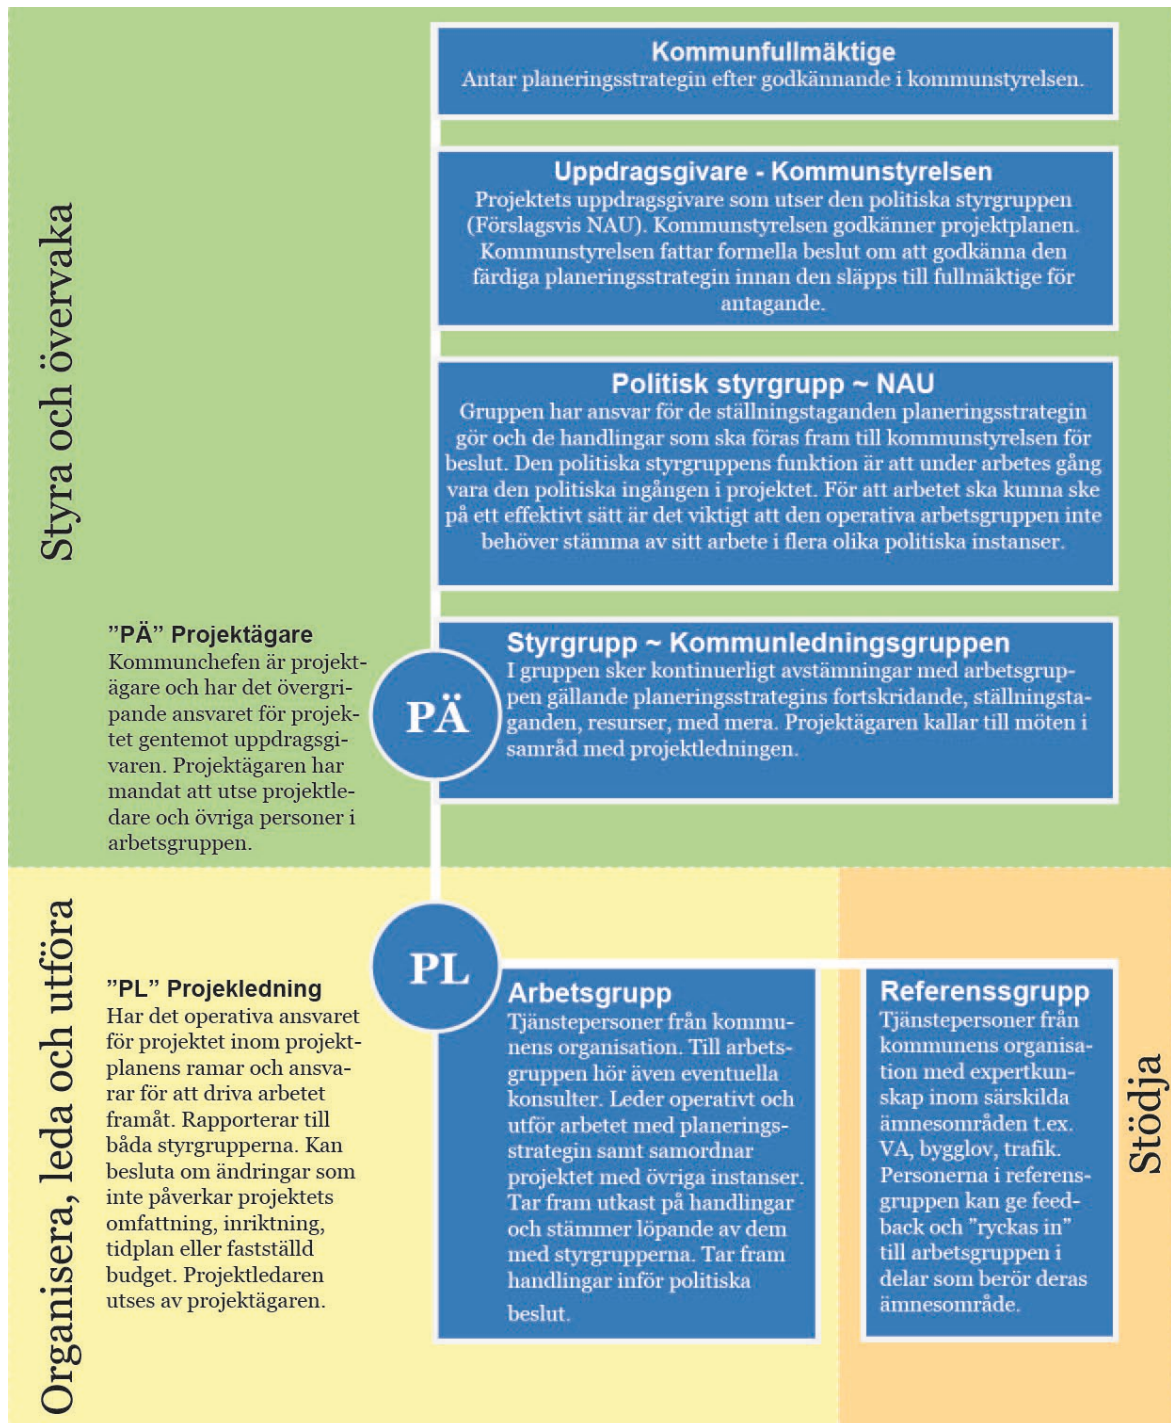 Kommunfullmäktige
Antar planeringsstrategin efter godkännande i kommunstyrelsen.
Uppdragsgivare - Kommunstyrelsen
Projektets uppdragsgivare som utser den politiska styrgruppen
(Förslagsvis NAU). Kommunstyrelsen godkänner projektplanen.
Kommunstyrelsen fattar formella beslut om att godkänna den
färdiga planeringsstrategin innan den släpps till fullmäktige för
antagande.
Politisk styrgrupp ~ NAU
Gruppen har ansvar för de ställningstaganden planeringsstrategin
gör och de handlingar som ska föras fram till kommunstyrelsen för
beslut. Den politiska styrgruppens funktion är att under arbetes gång
vara den politiska ingången i projektet. För att arbetet ska kunna ske
på ett effektivt sätt är det viktigt att den operativa arbetsgruppen inte
behöver stämma av sitt arbete i flera olika politiska instanser.
Styra och övervaka
”PÄ” Projektägare
Kommunchefen är projekt-
ägare och har det övergri-
pande ansvaret för projek-
tet gentemot uppdragsgi-
varen. Projektägaren har
mandat att utse projektle-
dare och övriga personer i
arbetsgruppen.
PÄ
Styrgrupp ~ Kommunledningsgruppen
I gruppen sker kontinuerligt avstämningar med arbetsgrup-
pen gällande planeringsstrategins fortskridande, ställningsta-
ganden, resurser, med mera. Projektägaren kallar till möten i
samråd med projektledningen.
Organisera, leda och utföra
”PL” Projekledning
Har det operativa ansvaret
för projektet inom projekt-
planens ramar och ansva-
rar för att driva arbetet
framåt. Rapporterar till
båda styrgrupperna. Kan
besluta om ändringar som
inte påverkar projektets
omfattning, inriktning,
tidplan eller fastställd
budget. Projektledaren
utses av projektägaren.
PL
Arbetsgrupp
Tjänstepersoner från kommu-
nens organisation. Till arbets-
gruppen hör även eventuella
konsulter. Leder operativt och
utför arbetet med planerings-
strategin samt samordnar
projektet med övriga instanser.
Tar fram utkast på handlingar
och stämmer löpande av dem
med styrgrupperna. Tar fram
handlingar inför politiska
beslut.
Referenssgrupp
Tjänstepersoner från
kommunens organisa-
tion med expertkun-
skap inom särskilda
ämnesområden t.ex.
VA, bygglov, trafik.
Personerna i referens-
gruppen kan ge feed-
back och ”ryckas in”
till arbetsgruppen i
delar som berör deras
ämnesområde.
Stödja